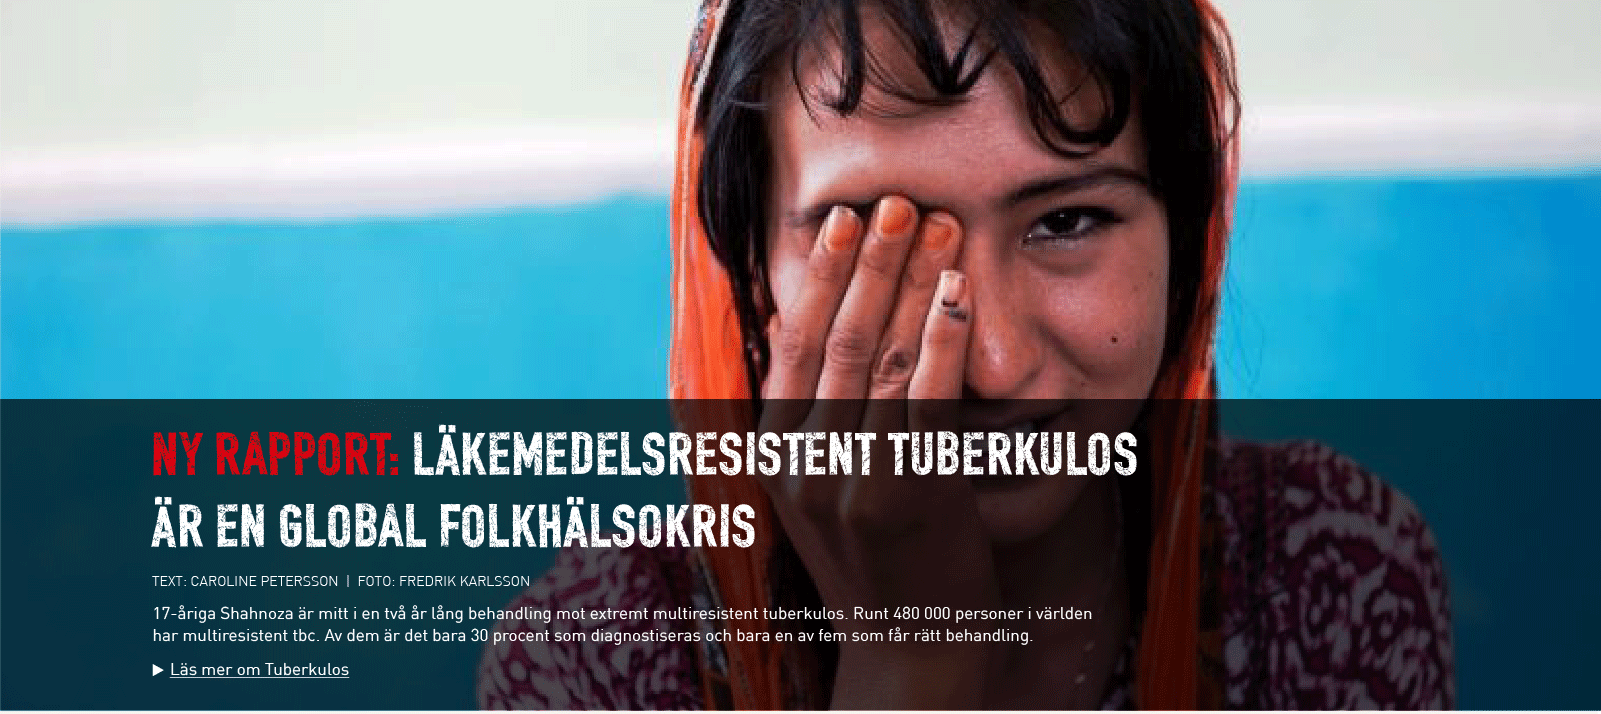 NY RAPPORT: LÄKEMEDELSRESISTENT TUBERKULOS
ÄR EN GLOBAL FOLKHÄLSOKRIS
TEXT: CAROLINE PETERSSON | FOTO: FREDRIK KARLSSON
17-åriga Shahnoza är mitt i en två år lång behandling mot extremt multiresistent tuberkulos. Runt 480 000 personer i världen
har multiresistent tbc. Av dem är det bara 30 procent som diagnostiseras och bara en av fem som får rätt behandling.
► Läs mer om Tuberkulos